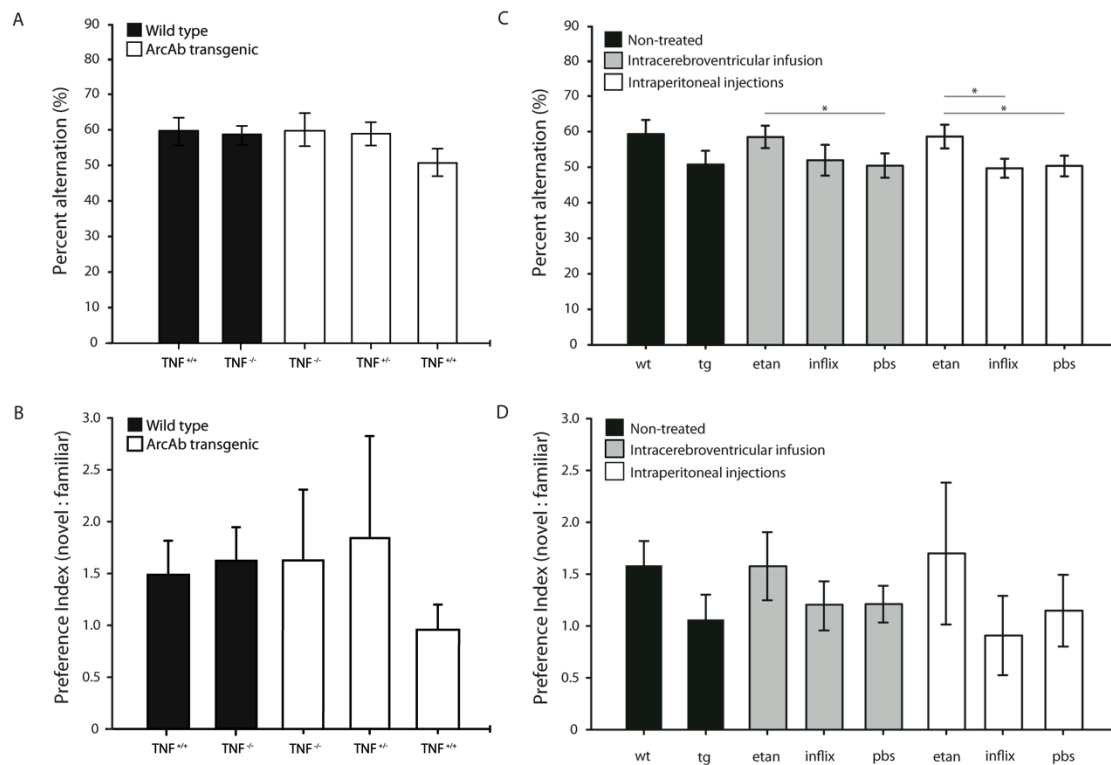 A
Wild type
ArcAb transgenic
Percent alternation (%)
90
80
70
60
50
40
30
20
10
0
TNF +/+ TNF -/- TNF -/- TNF +/- TNF +/+
C
Non-treated
Intracerebroventricular infusion
Intraperitoneal injections
Percent alternation (%)
90
80
70
60
50
40
30
20
10
0
* * *
wt tg etan inflix pbs etan inflix pbs
B
Wild type
ArcAb transgenic
Preference Index (novel : familiar)
3.0
2.5
2.0
1.5
1.0
0.5
0
TNF +/+ TNF -/- TNF -/- TNF +/- TNF +/+
D
Non-treated
Intracerebroventricular infusion
Intraperitoneal injections
Preference Index (novel : familiar)
3.0
2.5
2.0
1.5
1.0
0.5
0
wt tg etan inflix pbs etan inflix pbs